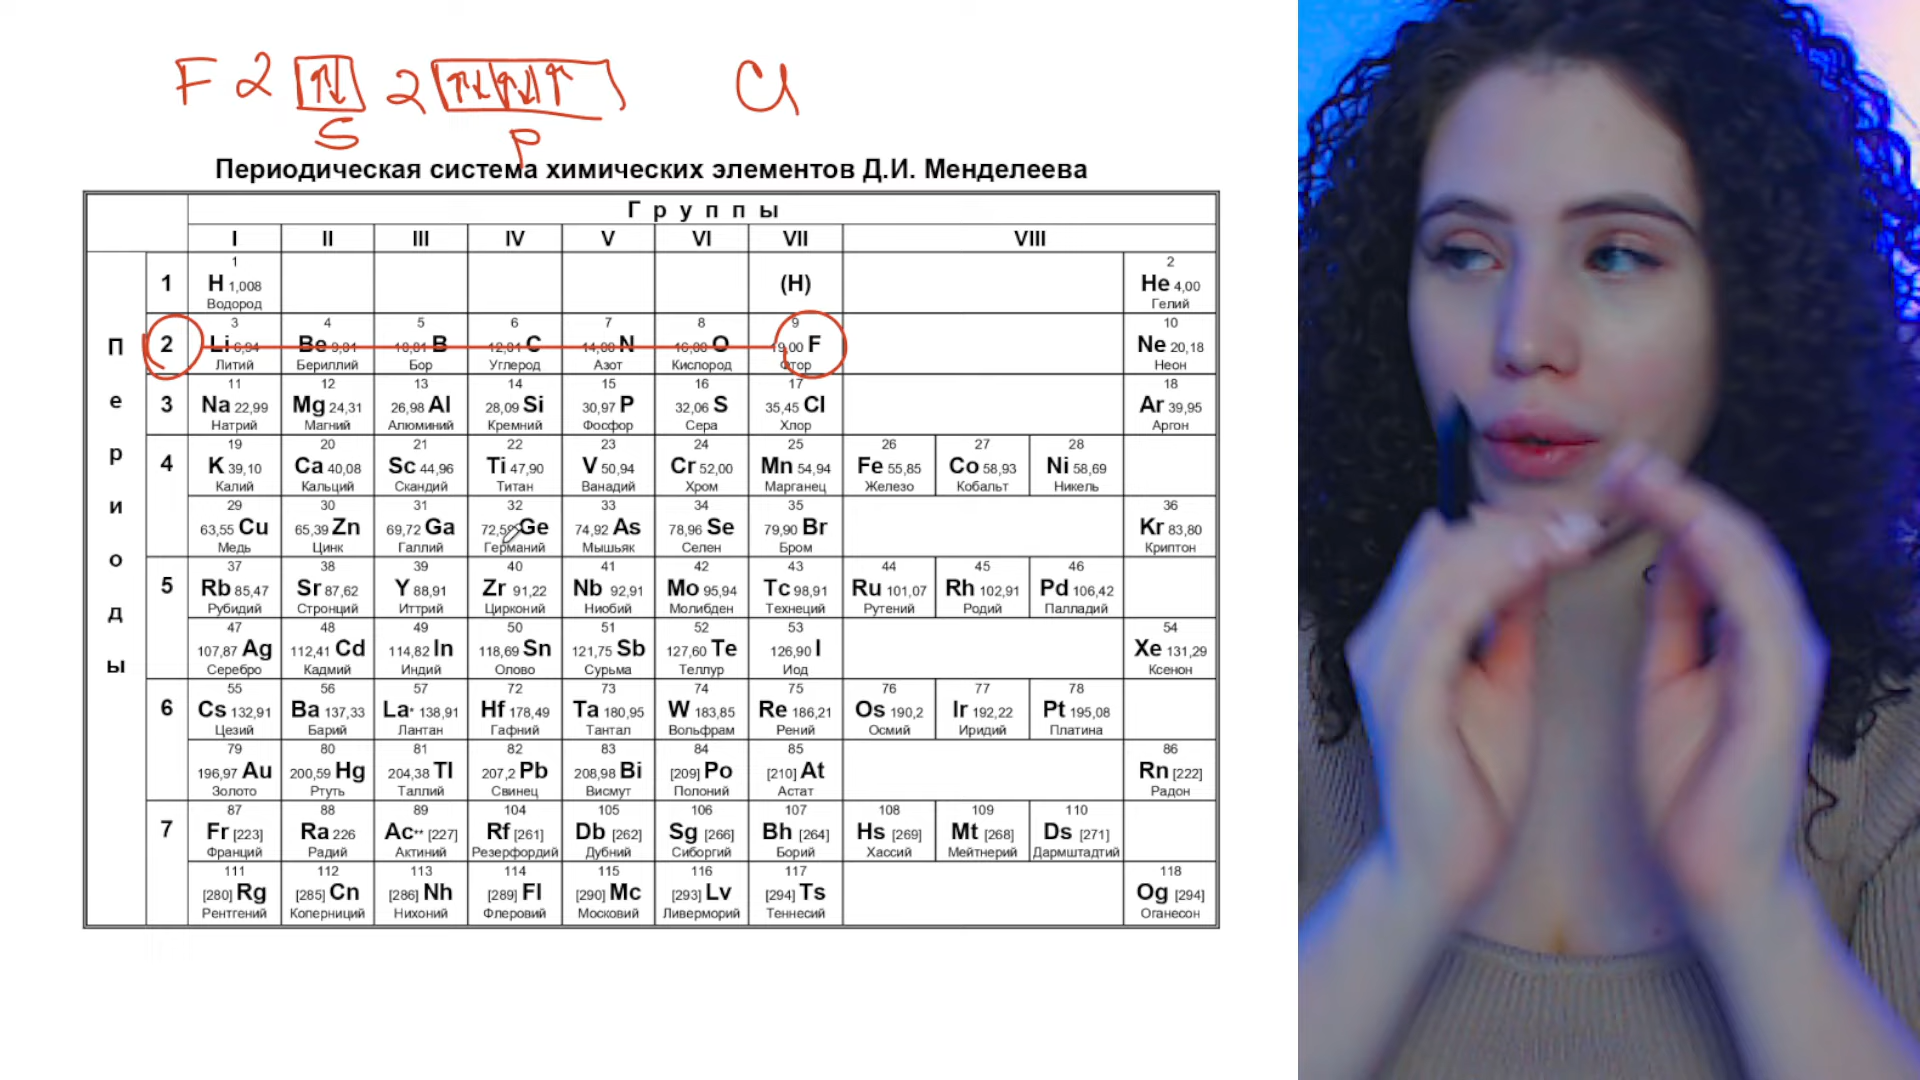 F 2 ↑↓ 2 ↑↓ ↑↓ ↑ Cl
S p
Периодическая система химических элементов Д.И. Менделеева
Группы
I II III IV V VI VII VIII
Периоды
1 2
1 H 1,008 (H) He 4,00
Водород Гелий
3 4 5 6 7 8 9 10
2 Li 6,94 Be 9,01 10,81 B 12,01 C 14,00 N 16,00 O 19,00 F Ne 20,18
Литий Бериллий Бор Углерод Азот Кислород Фтор Неон
11 12 13 14 15 16 17 18
3 Na 22,99 Mg 24,31 26,98 Al 28,09 Si 30,97 P 32,06 S 35,45 Cl Ar 39,95
Натрий Магний Алюминий Кремний Фосфор Сера Хлор Аргон
19 20 21 22 23 24 25 26 27 28
4 K 39,10 Ca 40,08 Sc 44,96 Ti 47,90 V 50,94 Cr 52,00 Mn 54,94 Fe 55,85 Co 58,93 Ni 58,69
Калий Кальций Скандий Титан Ванадий Хром Марганец Железо Кобальт Никель
29 30 31 32 33 34 35 36
63,55 Cu 65,39 Zn 69,72 Ga 72,59 Ge 74,92 As 78,96 Se 79,90 Br Kr 83,80
Медь Цинк Галлий Германий Мышьяк Селен Бром Криптон
37 38 39 40 41 42 43 44 45 46
5 Rb 85,47 Sr 87,62 Y 88,91 Zr 91,22 Nb 92,91 Mo 95,94 Tc 98,91 Ru 101,07 Rh 102,91 Pd 106,42
Рубидий Стронций Иттрий Цирконий Ниобий Молибден Технеций Рутений Родий Палладий
47 48 49 50 51 52 53 54
107,87 Ag 112,41 Cd 114,82 In 118,69 Sn 121,75 Sb 127,60 Te 126,90 I Xe 131,29
Серебро Кадмий Индий Олово Сурьма Теллур Иод Ксенон
55 56 57 72 73 74 75 76 77 78
6 Cs 132,91 Ba 137,33 La* 138,91 Hf 178,49 Ta 180,95 W 183,85 Re 186,21 Os 190,2 Ir 192,22 Pt 195,08
Цезий Барий Лантан Гафний Тантал Вольфрам Рений Осмий Иридий Платина
79 80 81 82 83 84 85 86
196,97 Au 200,59 Hg 204,38 Tl 207,2 Pb 208,98 Bi [209] Po [210] At Rn [222]
Золото Ртуть Таллий Свинец Висмут Полоний Астат Радон
87 88 89 104 105 106 107 108 109 110
7 Fr [223] Ra 226 Ac** [227] Rf [261] Db [262] Sg [266] Bh [264] Hs [269] Mt [268] Ds [271]
Франций Радий Актиний Резерфордий Дубний Сиборгий Борий Хассий Мейтнерий Дармштадтий
111 112 113 114 115 116 117 118
[280] Rg [285] Cn [286] Nh [289] Fl [290] Mc [293] Lv [294] Ts Og [294]
Рентгений Коперниций Нихоний Флеровий Московий Ливерморий Теннесий Оганесон